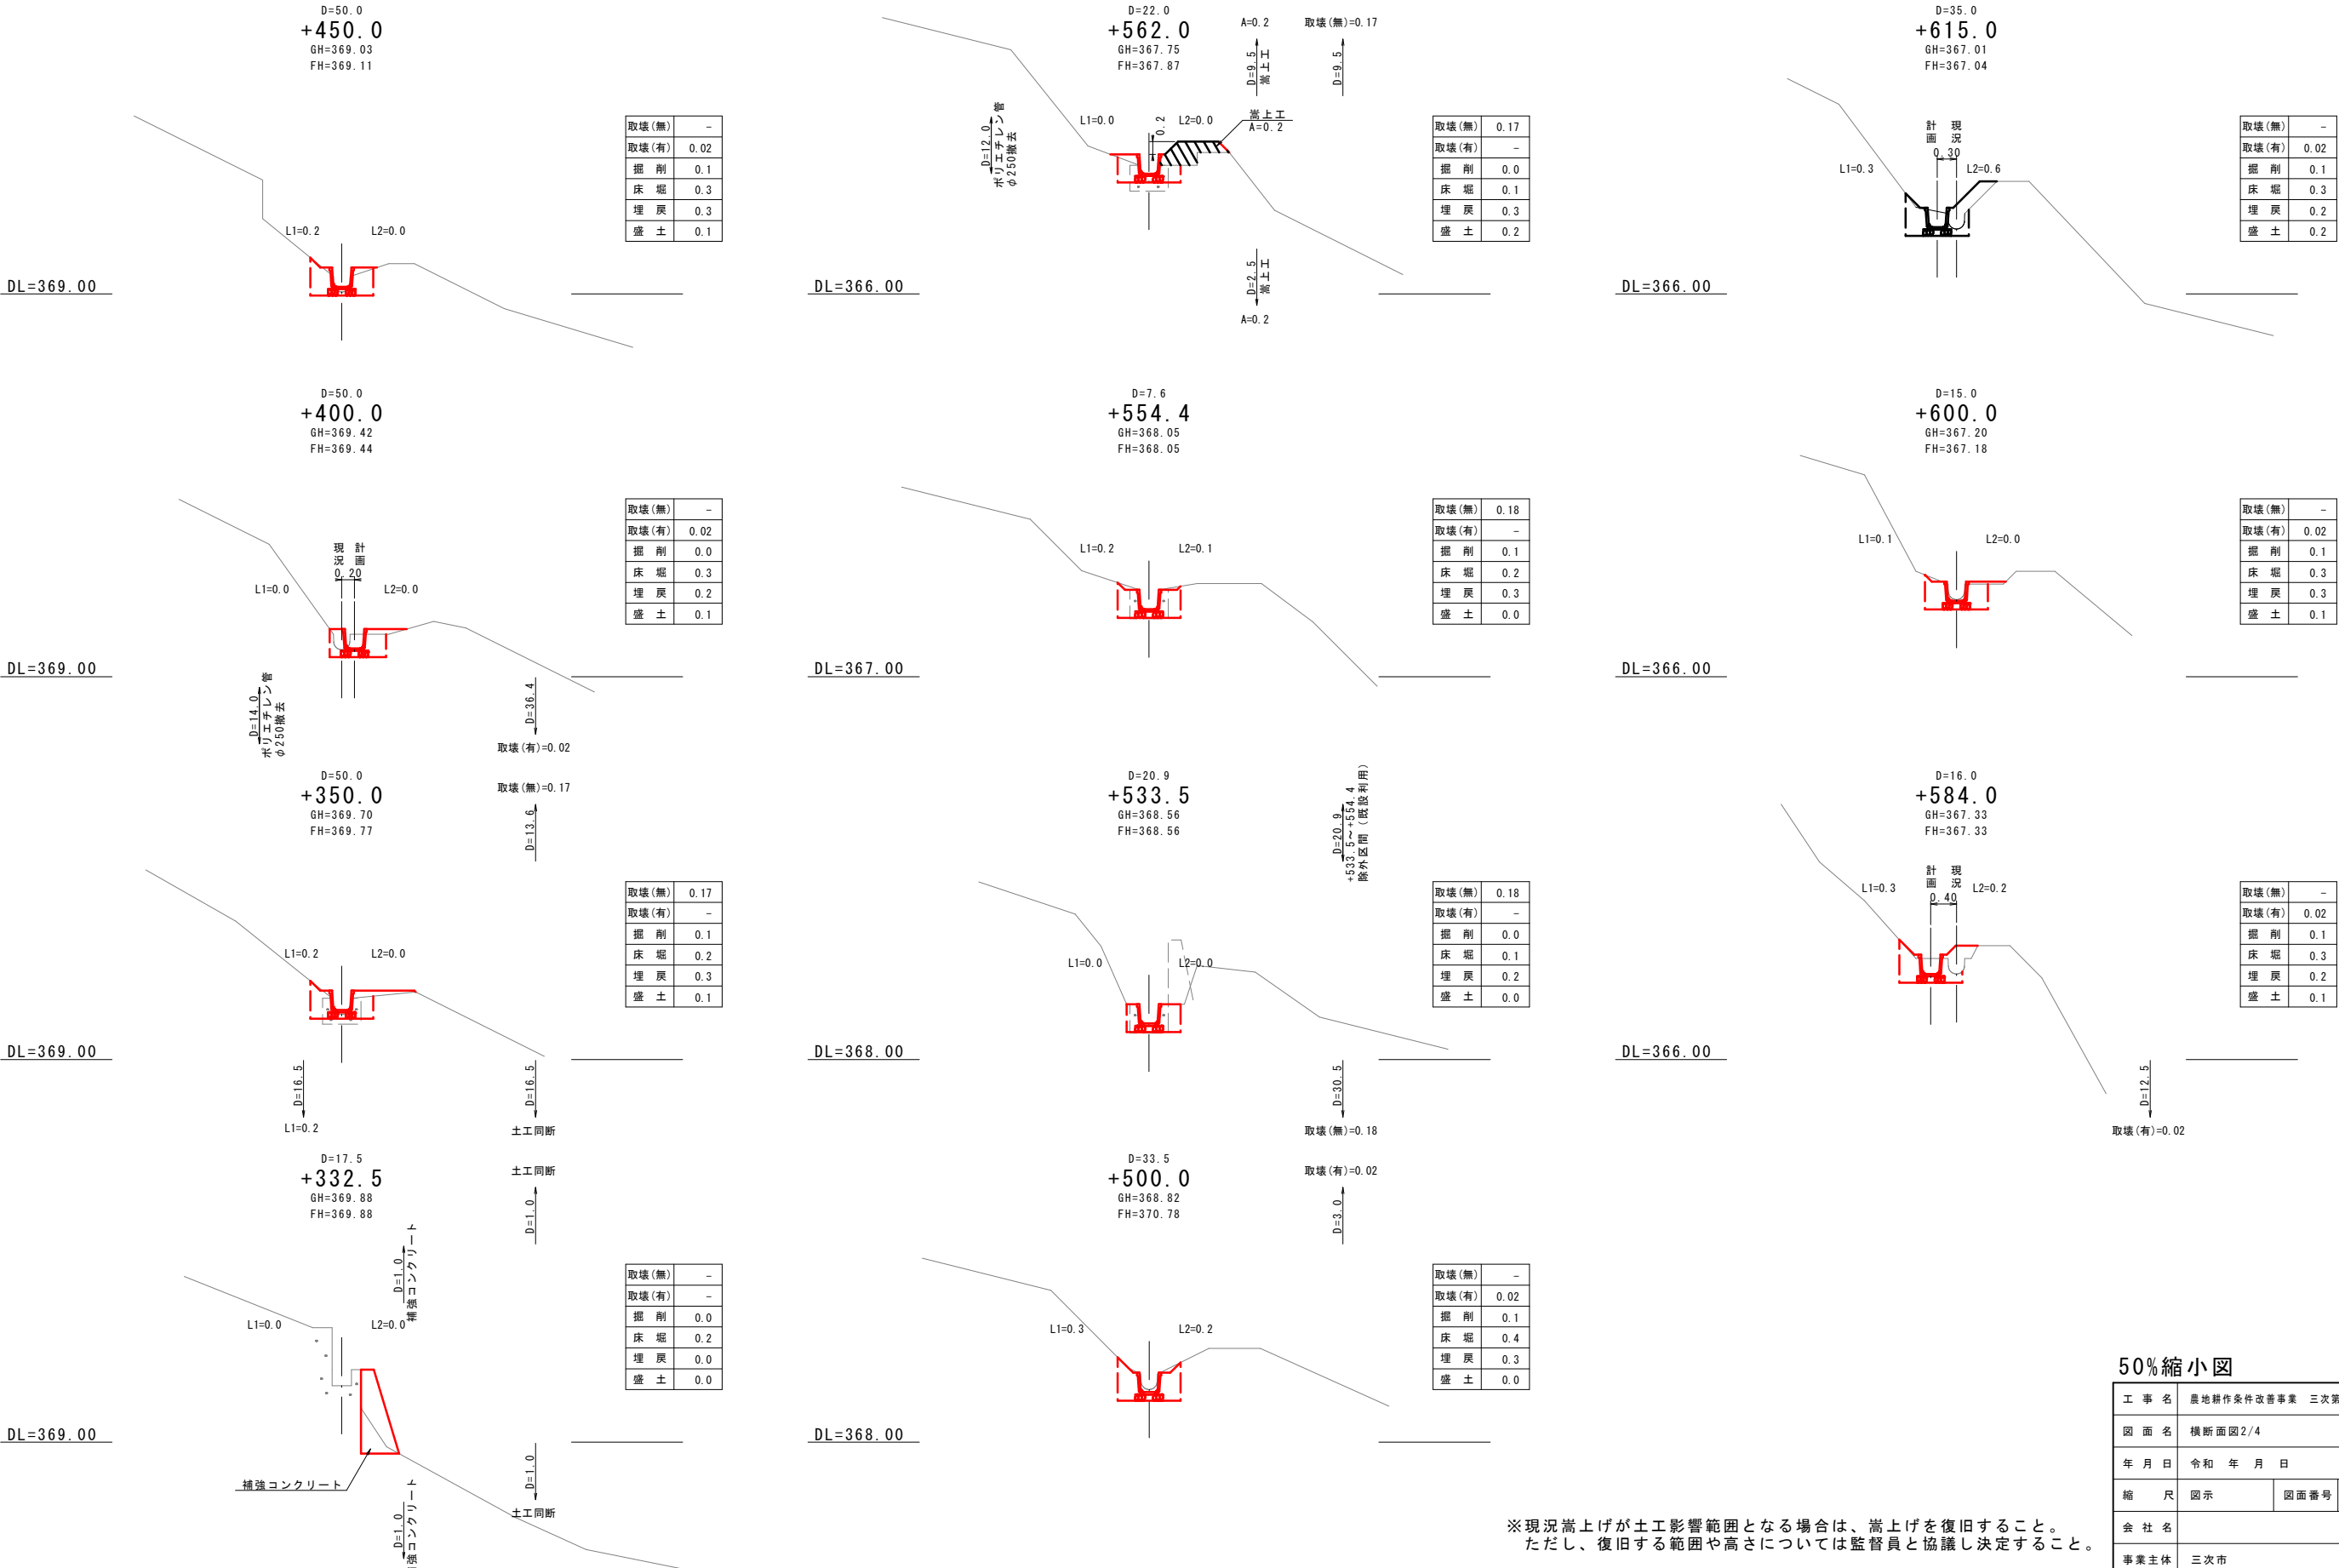 D=50.0
+450.0
GH=369.03
FH=369.11
L1=0.2
L2=0.0
取壊(無) -
取壊(有) 0.02
掘 削 0.1
床 堀 0.3
埋 戻 0.3
盛 土 0.1
DL=369.00
D=50.0
+400.0
GH=369.42
FH=369.44
現況
計画
0.20
L1=0.0
L2=0.0
取壊(無) -
取壊(有) 0.02
掘 削 0.0
床 堀 0.3
埋 戻 0.2
盛 土 0.1
DL=369.00
D=14.0
ポリエチレン管
φ250撤去
D=36.4
取壊(有)=0.02
D=50.0
+350.0
GH=369.70
FH=369.77
取壊(無)=0.17
D=13.6
L1=0.2
L2=0.0
取壊(無) 0.17
取壊(有) -
掘 削 0.1
床 堀 0.2
埋 戻 0.3
盛 土 0.1
DL=369.00
D=16.5
L1=0.2
D=16.5
土工同断
D=17.5
+332.5
GH=369.88
FH=369.88
土工同断
D=1.0
D=1.0
補強コンクリート
L1=0.0
L2=0.0
取壊(無) -
取壊(有) -
掘 削 0.0
床 堀 0.2
埋 戻 0.0
盛 土 0.0
DL=369.00
補強コンクリート
D=1.0
強コンクリート
D=1.0
土工同断
D=22.0
+562.0
GH=367.75
FH=367.87
A=0.2
D=9.5
嵩上工
取壊(無)=0.17
D=9.5
D=12.0
ポリエチレン管
φ250撤去
L1=0.0
0.2
L2=0.0
嵩上工
A=0.2
取壊(無) 0.17
取壊(有) -
掘 削 0.0
床 堀 0.1
埋 戻 0.3
盛 土 0.2
DL=366.00
D=2.5
嵩上工
A=0.2
D=7.6
+554.4
GH=368.05
FH=368.05
L1=0.2
L2=0.1
取壊(無) 0.18
取壊(有) -
掘 削 0.1
床 堀 0.2
埋 戻 0.3
盛 土 0.0
DL=367.00
D=20.9
+533.5
GH=368.56
FH=368.56
D=20.9
+533.5～+554.4
除外区間（既設利用）
L1=0.0
L2=0.0
取壊(無) 0.18
取壊(有) -
掘 削 0.0
床 堀 0.1
埋 戻 0.2
盛 土 0.0
DL=368.00
D=30.5
取壊(無)=0.18
D=33.5
+500.0
GH=368.82
FH=370.78
取壊(有)=0.02
D=3.0
L1=0.3
L2=0.2
取壊(無) -
取壊(有) 0.02
掘 削 0.1
床 堀 0.4
埋 戻 0.3
盛 土 0.0
DL=368.00
D=35.0
+615.0
GH=367.01
FH=367.04
計画
現況
0.30
L1=0.3
L2=0.6
取壊(無) -
取壊(有) 0.02
掘 削 0.1
床 堀 0.3
埋 戻 0.2
盛 土 0.2
DL=366.00
D=15.0
+600.0
GH=367.20
FH=367.18
L1=0.1
L2=0.0
取壊(無) -
取壊(有) 0.02
掘 削 0.1
床 堀 0.3
埋 戻 0.3
盛 土 0.1
DL=366.00
D=16.0
+584.0
GH=367.33
FH=367.33
計画
現況
0.40
L1=0.3
L2=0.2
取壊(無) -
取壊(有) 0.02
掘 削 0.1
床 堀 0.3
埋 戻 0.2
盛 土 0.1
DL=366.00
D=12.5
取壊(有)=0.02
※現況嵩上げが土工影響範囲となる場合は、嵩上げを復旧すること。
ただし、復旧する範囲や高さについては監督員と協議し決定すること。
50%縮小図
工 事 名 農地耕作条件改善事業 三次第
図 面 名 横断面図2/4
年 月 日 令和 年 月 日
縮 尺 図示 図面番号
会 社 名
事業主体 三次市